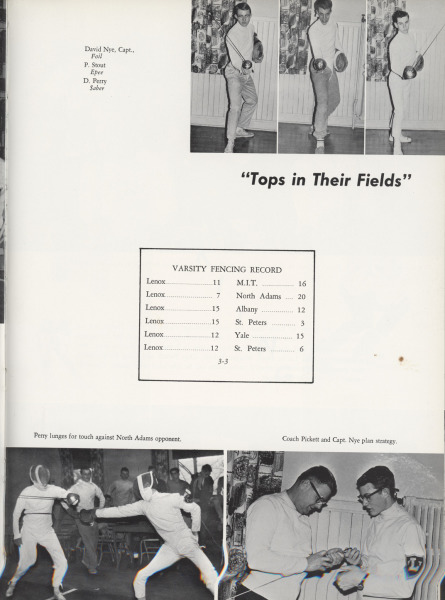 David Nye, Capt.,
Foil
P. Stout
Epee
D. Perry
Saber
"Tops in Their Fields"
VARSITY FENCING RECORD
Lenox.................... 11 M.I.T. ............ 16
Lenox.................... 7 North Adams .... 20
Lenox.................... 15 Albany ............ 12
Lenox.................... 15 St. Peters ............ 3
Lenox.................... 12 Yale ................ 15
Lenox.................... 12 St. Peters ............ 6
3-3
Perry lunges for touch against North Adams opponent.
Coach Pickett and Capt. Nye plan strategy.
L